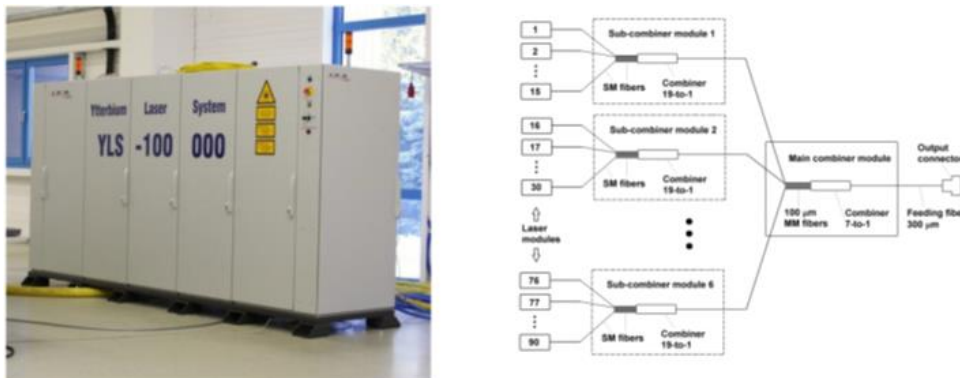 Ytterbium Laser System
YLS -100 000
1
2
15
Sub-combiner module 1
SM fibers
Combiner
19-to-1
16
17
30
Sub-combiner module 2
SM fibers
Combiner
19-to-1
Laser
modules
76
77
90
Sub-combiner module 6
SM fibers
Combiner
19-to-1
Main combiner module
100 μm
MM fibers
Combiner
7-to-1
Output
connector
Feeding fibe
300 μm